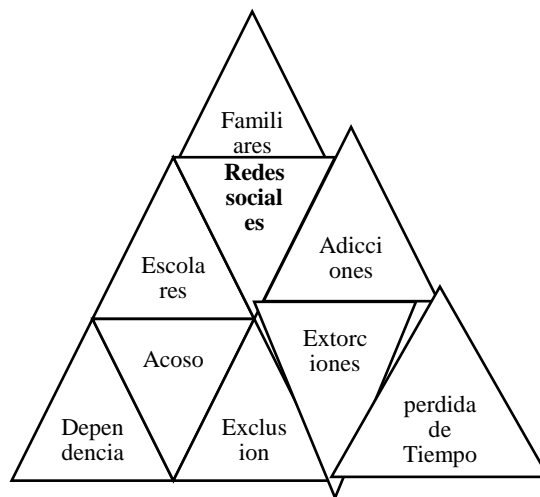 Famili
ares
Redes
social
es
Adicci
ones
Escola
res
Acoso
Extorc
iones
Depen
dencia
Exclus
ion
perdida
de
Tiempo